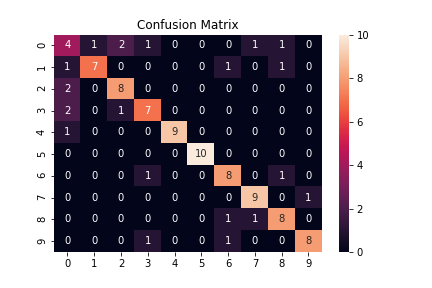 Confusion Matrix
0 4 1 2 1 0 0 0 1 1 0
1 1 7 0 0 0 0 1 0 1 0
2 2 0 8 0 0 0 0 0 0 0
3 2 0 1 7 0 0 0 0 0 0
4 1 0 0 0 9 0 0 0 0 0
5 0 0 0 0 0 10 0 0 0 0
6 0 0 0 1 0 0 8 0 1 0
7 0 0 0 0 0 0 0 9 0 1
8 0 0 0 0 0 0 1 1 8 0
9 0 0 0 1 0 0 1 0 0 8
0 1 2 3 4 5 6 7 8 9
10
8
6
4
2
0